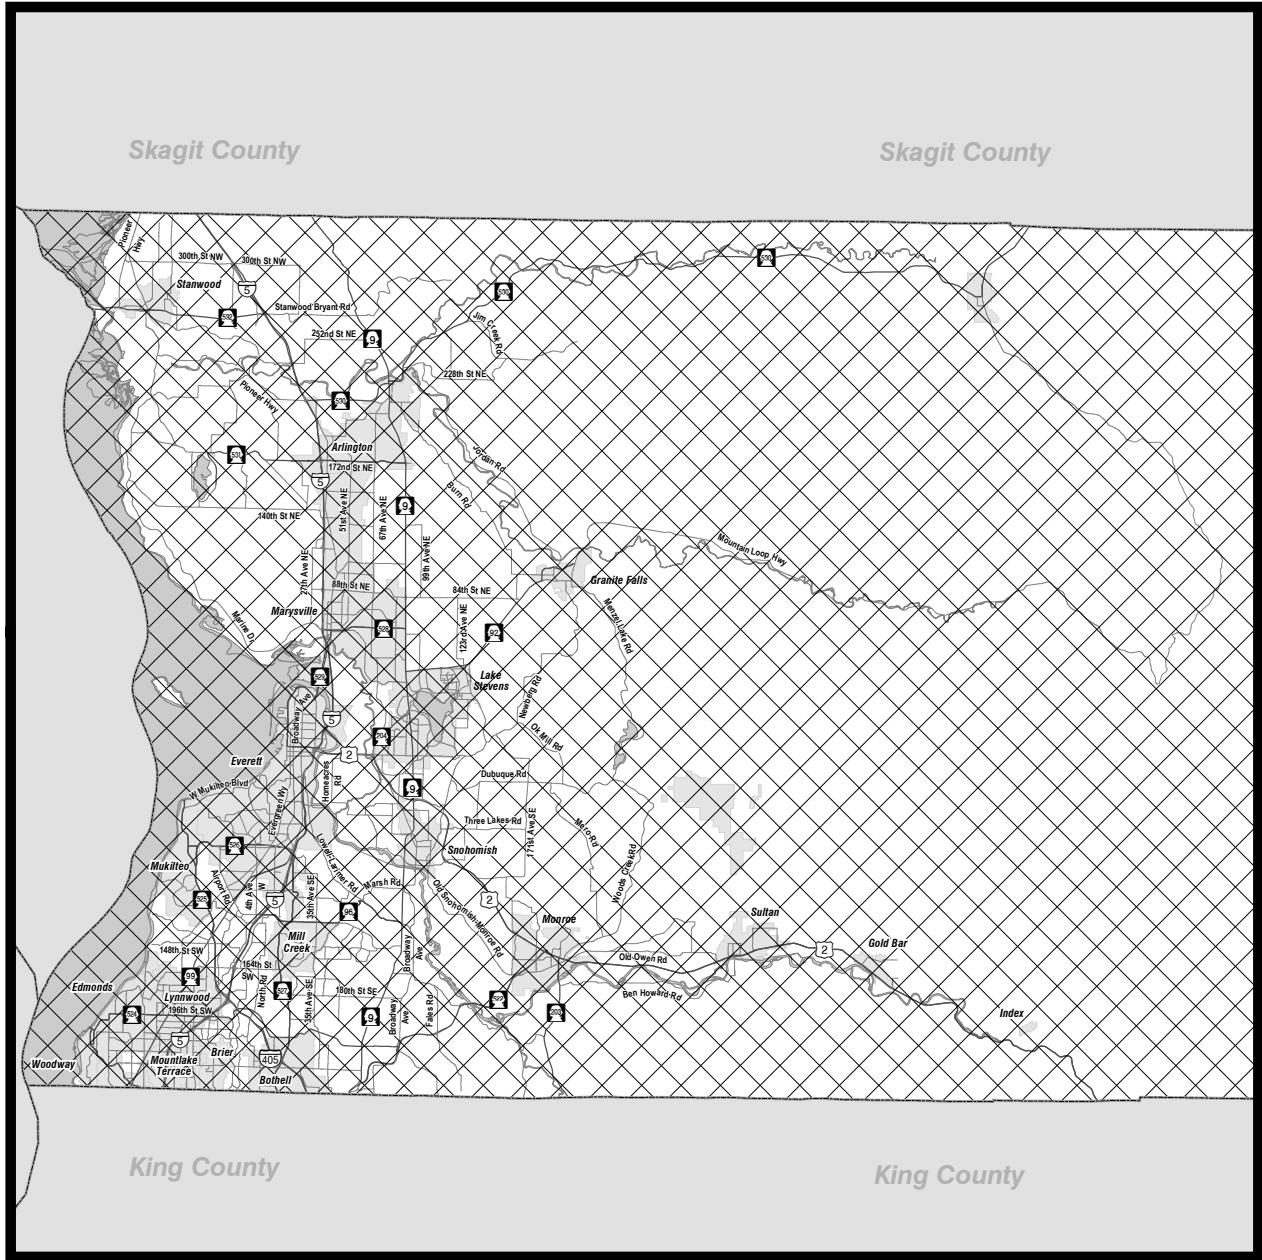 Skagit County
Skagit County
Pioneer
Hwy
300th St NW
300th St NW
Stanwood
5
530
530
532
Stanwood Bryant Rd
Jim Creek Rd
252nd St NE
9
228th St NE
Pioneer Hwy
530
Arlington
531
172nd St NE
Jordan Rd
5
Burn Rd
51st Ave NE
67th Ave NE
9
140th St NE
99th Ave NE
Mountain Loop Hwy
27th Ave NE
88th St NE
84th St NE
Granite Falls
Marysville
Marine Dr
528
123rd Ave NE
92
Menzel Lake Rd
529
Lake
Stevens
Newberg Rd
Broadway Ave
5
204
Ok Mill Rd
2
Everett
Homeacres
Rd
Dubuque Rd
W Mukilteo Blvd
9
Evergreen Wy
Three Lakes Rd
171st Ave SE
Mero Rd
526
Lowell-Larimer Rd
Snohomish
Woods Creek Rd
Mukilteo
Airport Rd
4th Ave
W
35th Ave SE
Marsh Rd
Old Snohomish-Monroe Rd
525
5
96
2
Monroe
Sultan
Mill
Creek
Broadway
Ave
Gold Bar
2
148th St SW
164th St
SW
Old Owen Rd
99
Edmonds
North Rd
527
35th Ave SE
180th St SE
Ben Howard Rd
Lynnwood
196th St SW
524
9
Broadway
Ave
Fales Rd
522
203
Index
5
Brier
Woodway
Mountlake
Terrace
405
Bothell
King County
King County